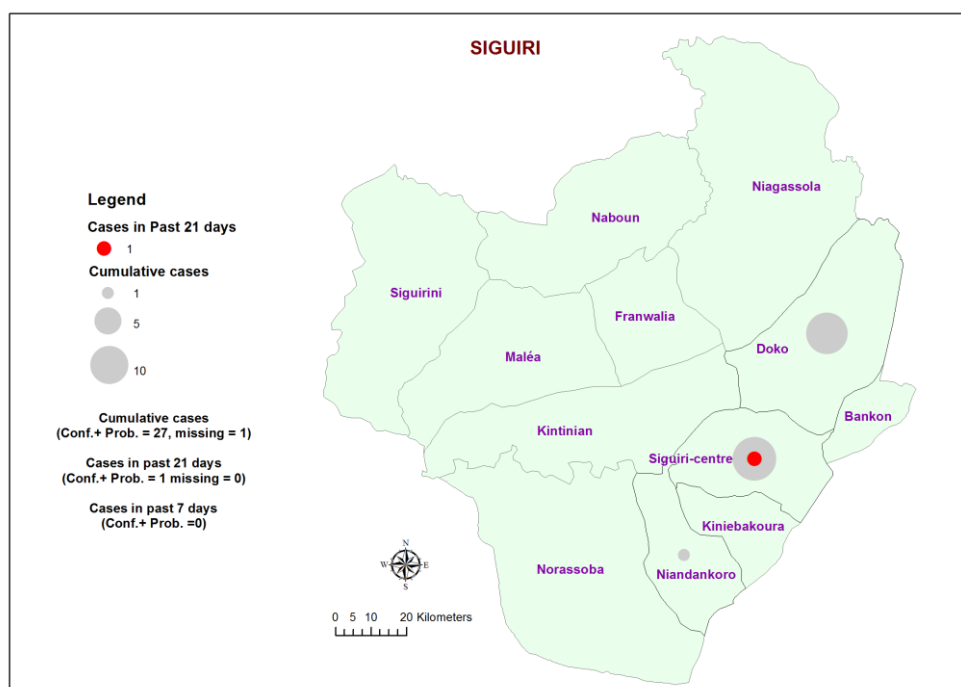 SIGUIRI
Niagassola
Naboun
Siguirini
Franwalia
Maléa
Doko
Bankon
Kintinian
Siguiri-centre
Kiniebakoura
Norassoba
Niandankoro
Legend
Cases in Past 21 days
1
Cumulative cases
1
5
10
Cumulative cases
(Conf.+ Prob. = 27, missing = 1)
Cases in past 21 days
(Conf.+ Prob. = 1 missing = 0)
Cases in past 7 days
(Conf.+ Prob. =0)
N
W E
S
0 5 10 20 Kilometers